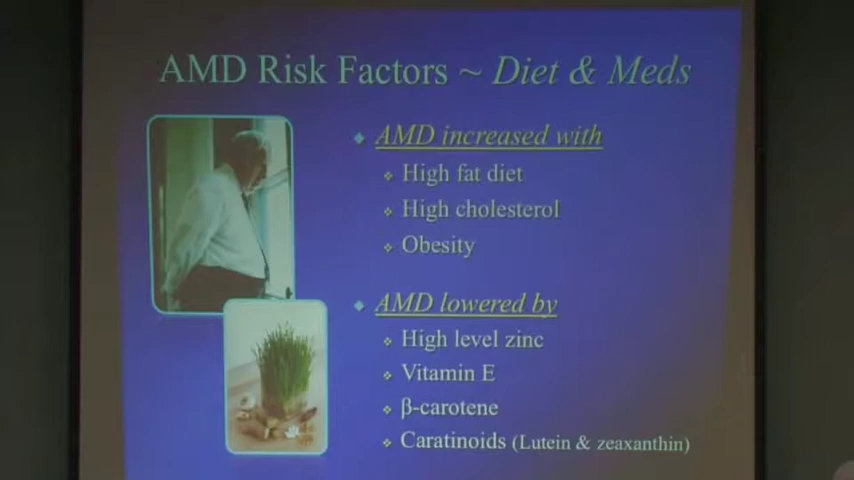 AMD Risk Factors ~ Diet & Meds
AMD increased with
High fat diet
High cholesterol
Obesity
AMD lowered by
High level zinc
Vitamin E
β-carotene
Caratinoids (Lutein & zeaxanthin)